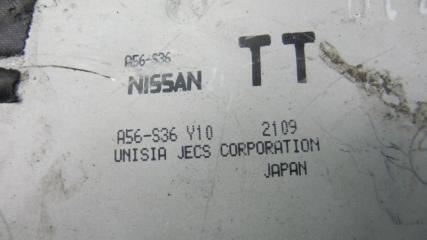 A56-S36
NISSAN TT
A56-S36 Y10 2109
UNISIA JECS CORPORATION
JAPAN